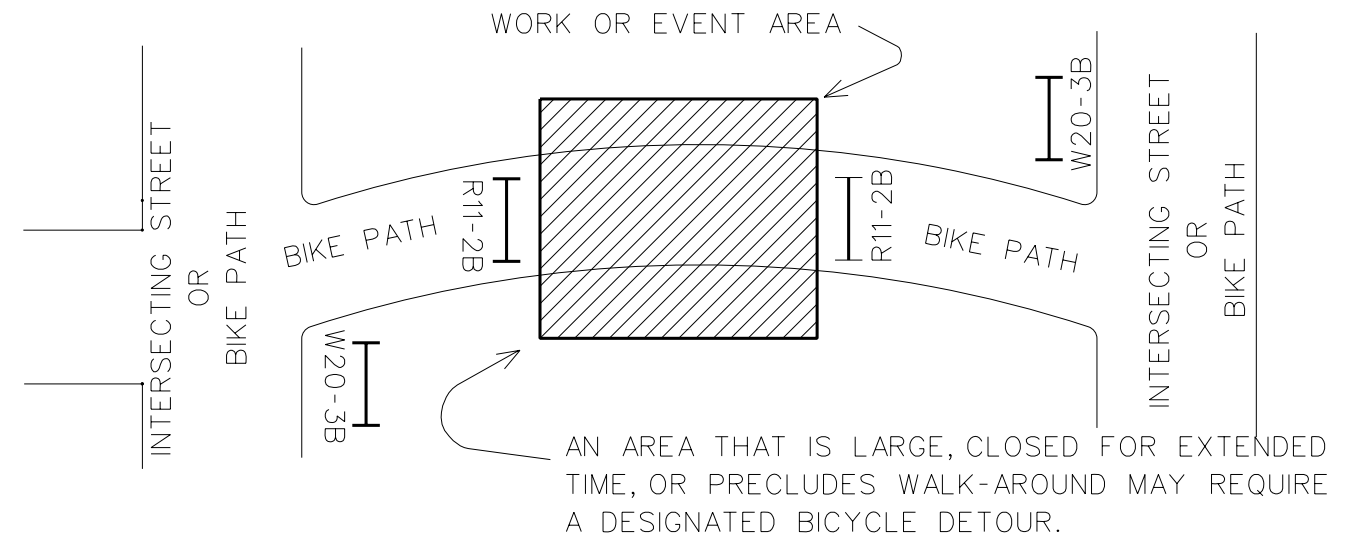 WORK OR EVENT AREA
INTERSECTING STREET
OR
BIKE PATH
BIKE PATH
R11-2B
W20-3B
R11-2B
BIKE PATH
W20-3B
INTERSECTING STREET
OR
BIKE PATH
AN AREA THAT IS LARGE, CLOSED FOR EXTENDED
TIME, OR PRECLUDES WALK-AROUND MAY REQUIRE
A DESIGNATED BICYCLE DETOUR.